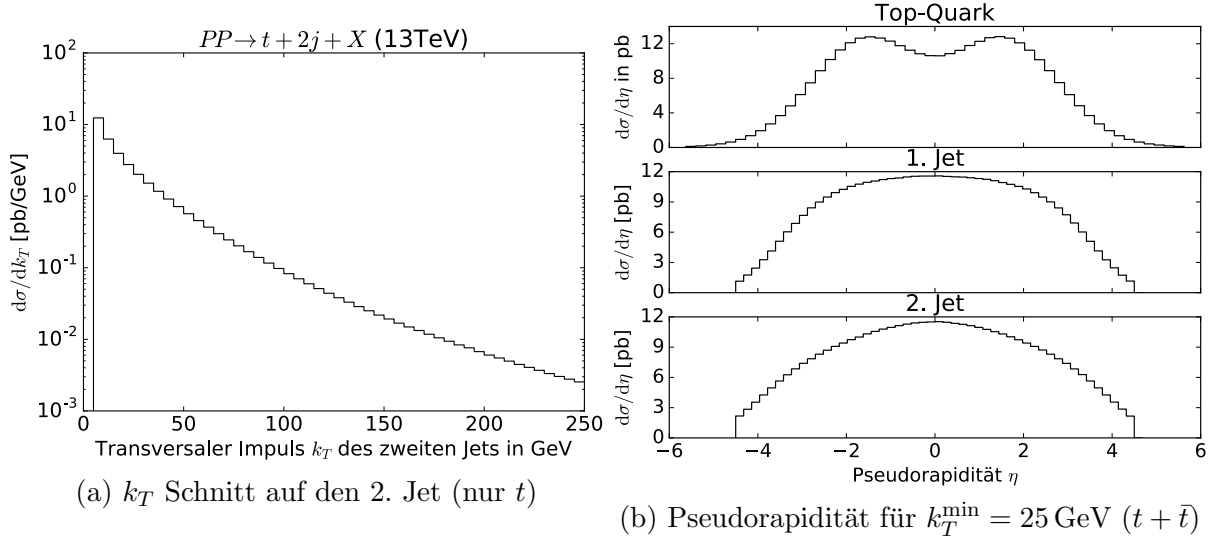 PP → t + 2j + X (13TeV)
10²
10¹
10⁰
10⁻¹
10⁻²
10⁻³
dσ/dk_T [pb/GeV]
0 50 100 150 200 250
Transversaler Impuls k_T des zweiten Jets in GeV
(a) k_T Schnitt auf den 2. Jet (nur t)
Top-Quark
dσ/dη in pb
12
8
4
0
1. Jet
dσ/dη [pb]
12
9
6
3
0
2. Jet
dσ/dη [pb]
12
9
6
3
0
−6 −4 −2 0 2 4 6
Pseudorapidität η
(b) Pseudorapidität für k_T^min = 25 GeV (t + t̄)